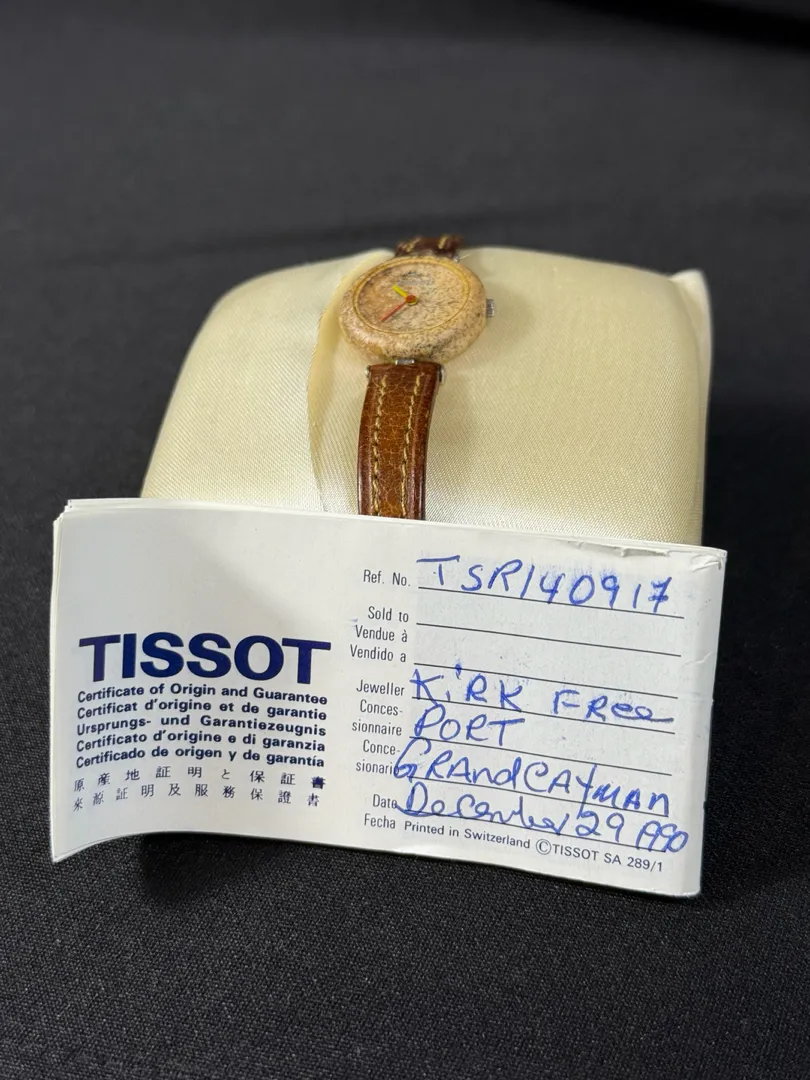 TISSOT
Certificate of Origin and Guarantee
Certificat d'origine et de garantie
Ursprungs- und Garantiezeugnis
Certificato d'origine e di garanzia
Certificado de origen y de garantía
原産地証明と保証書
來源証明及服務保證書
Ref. No. TSR/140917
Sold to
Vendue à
Vendido a
Jeweller KiRK FRee
Conces-
sionnaire PORT
Conce-
sionario GRAnd CAYMAN
Date December 29 1990
Fecha Printed in Switzerland ©TISSOT SA 289/1